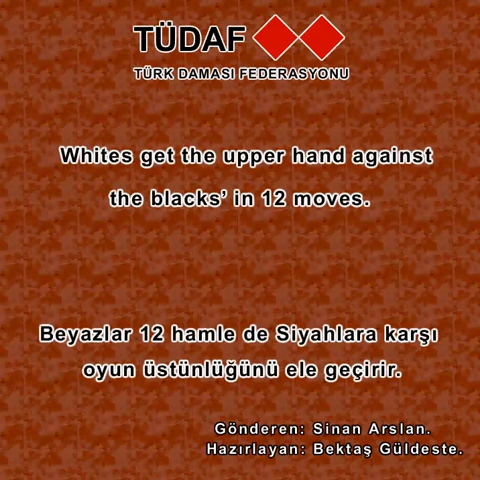 TÜDAF
TÜRK DAMASI FEDERASYONU
Whites get the upper hand against
the blacks’ in 12 moves.
Beyazlar 12 hamle de Siyahlara karşı
oyun üstünlüğünü ele geçirir.
Gönderen: Sinan Arslan.
Hazırlayan: Bektaş Güldeste.